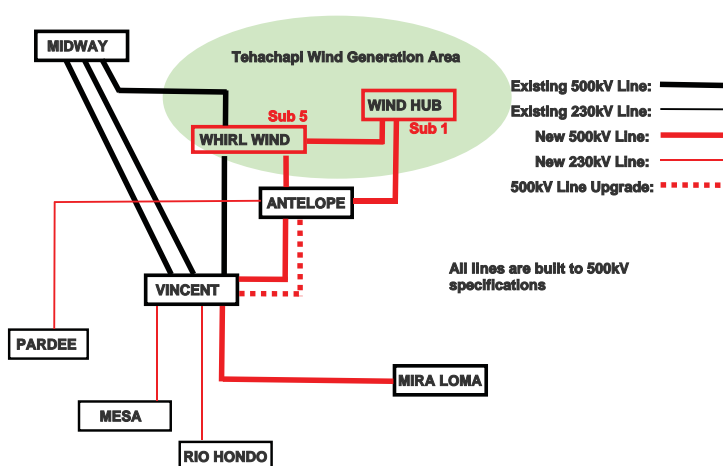 MIDWAY
Tehachapi Wind Generation Area
WIND HUB
Sub 1
Sub 5
WHIRL WIND
ANTELOPE
VINCENT
PARDEE
MESA
RIO HONDO
MIRA LOMA
Existing 500kV Line:
Existing 230kV Line:
New 500kV Line:
New 230kV Line:
500kV Line Upgrade:
All lines are built to 500kV
specifications